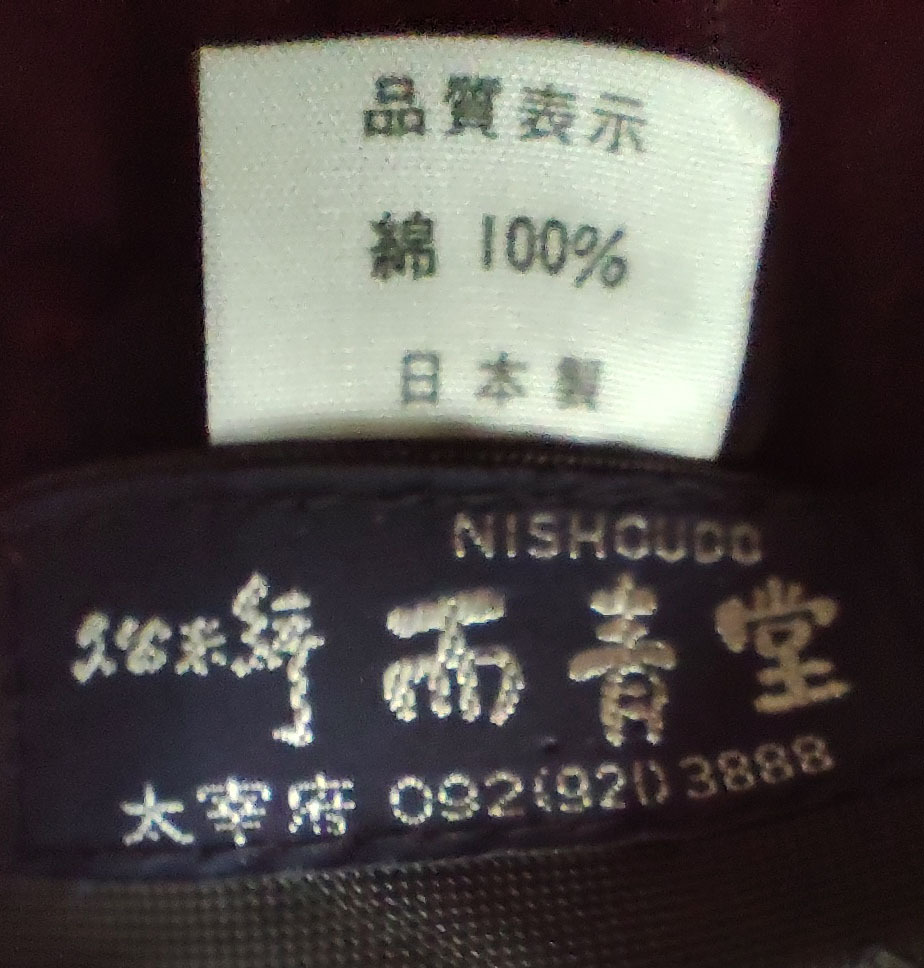 品質表示
綿 100%
日本製
NISHOUDO
久留米絣 雨青堂
太宰府 092(921)3888